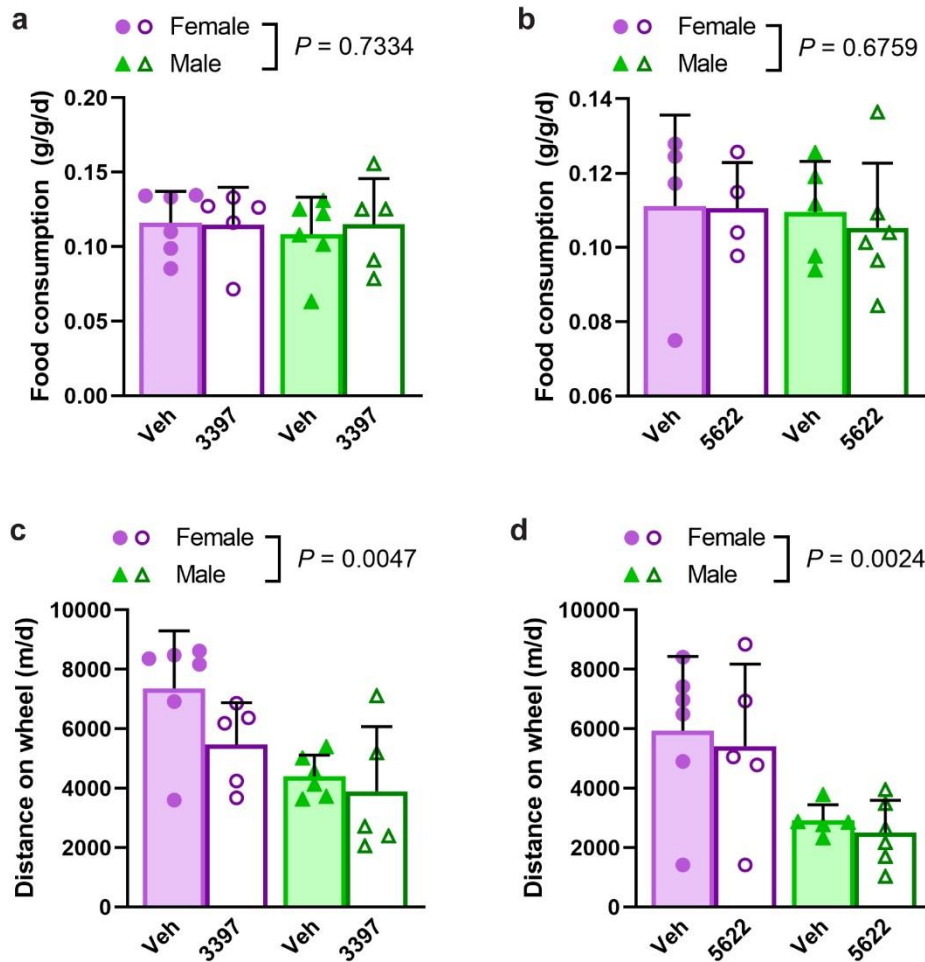 a
Female
Male
P = 0.7334
Food consumption (g/g/d)
0.20
0.15
0.10
0.05
0.00
Veh
3397
Veh
3397
b
Female
Male
P = 0.6759
Food consumption (g/g/d)
0.14
0.12
0.10
0.08
0.06
Veh
5622
Veh
5622
c
Female
Male
P = 0.0047
Distance on wheel (m/d)
10000
8000
6000
4000
2000
0
Veh
3397
Veh
3397
d
Female
Male
P = 0.0024
Distance on wheel (m/d)
10000
8000
6000
4000
2000
0
Veh
5622
Veh
5622